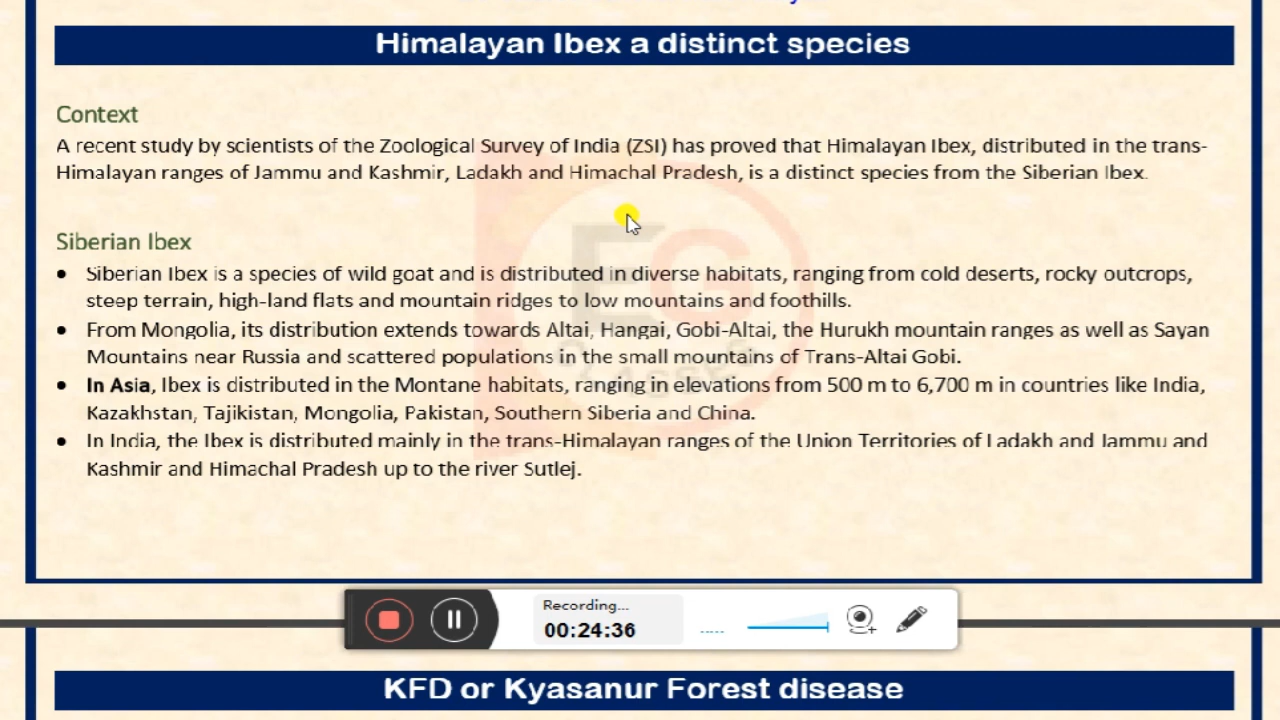 Himalayan Ibex a distinct species
Context
A recent study by scientists of the Zoological Survey of India (ZSI) has proved that Himalayan Ibex, distributed in the trans-
Himalayan ranges of Jammu and Kashmir, Ladakh and Himachal Pradesh, is a distinct species from the Siberian Ibex.
EG
CLASSES
Siberian Ibex
• Siberian Ibex is a species of wild goat and is distributed in diverse habitats, ranging from cold deserts, rocky outcrops,
steep terrain, high-land flats and mountain ridges to low mountains and foothills.
• From Mongolia, its distribution extends towards Altai, Hangai, Gobi-Altai, the Hurukh mountain ranges as well as Sayan
Mountains near Russia and scattered populations in the small mountains of Trans-Altai Gobi.
• In Asia, Ibex is distributed in the Montane habitats, ranging in elevations from 500 m to 6,700 m in countries like India,
Kazakhstan, Tajikistan, Mongolia, Pakistan, Southern Siberia and China.
• In India, the Ibex is distributed mainly in the trans-Himalayan ranges of the Union Territories of Ladakh and Jammu and
Kashmir and Himachal Pradesh up to the river Sutlej.
Recording...
00:24:36
KFD or Kyasanur Forest disease